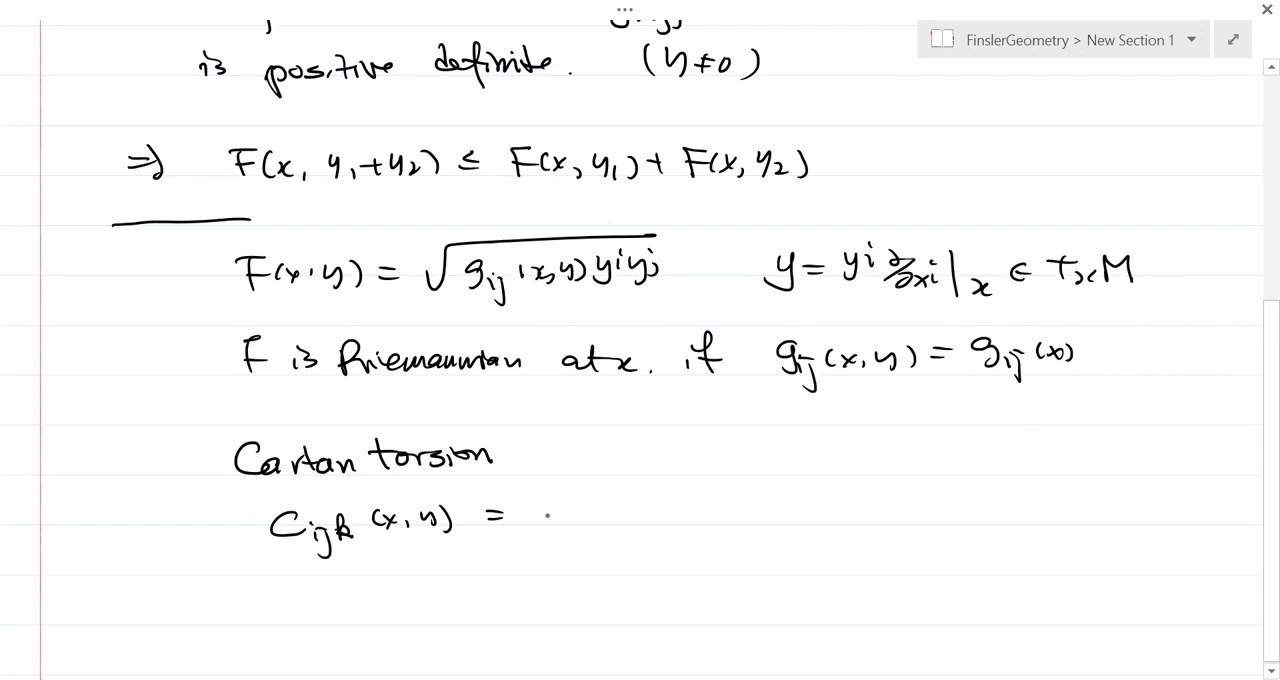 FinslerGeometry > New Section 1
is positive definite. (y ≠ 0)
⇒ F(x, y₁+y₂) ≤ F(x, y₁) + F(x, y₂)
F(x, y) = √(gᵢⱼ(x, y) yⁱyʲ) y = yⁱ ∂/∂xⁱ|ₓ ∈ TₓM
F is Riemannian at x. if gᵢⱼ(x, y) = gᵢⱼ(x)
Cartan torsion
Cᵢⱼₖ(x, y) =